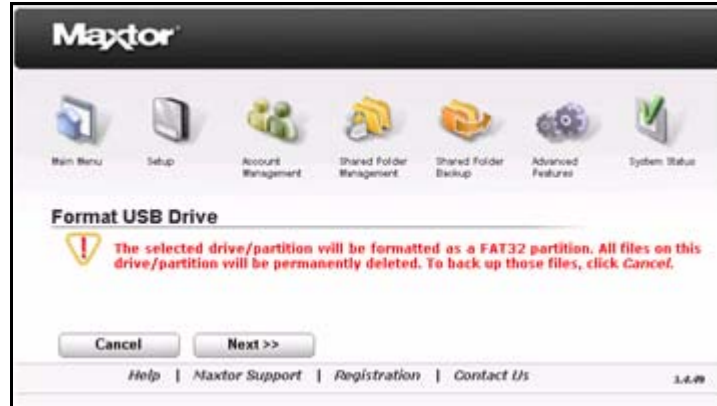 Maxtor
Main Menu
Setup
Account
Management
Shared Folder
Management
Shared Folder
Backup
Advanced
Features
System Status
Format USB Drive
The selected drive/partition will be formatted as a FAT32 partition. All files on this
drive/partition will be permanently deleted. To back up those files, click Cancel.
Cancel
Next >>
Help | Maxtor Support | Registration | Contact Us